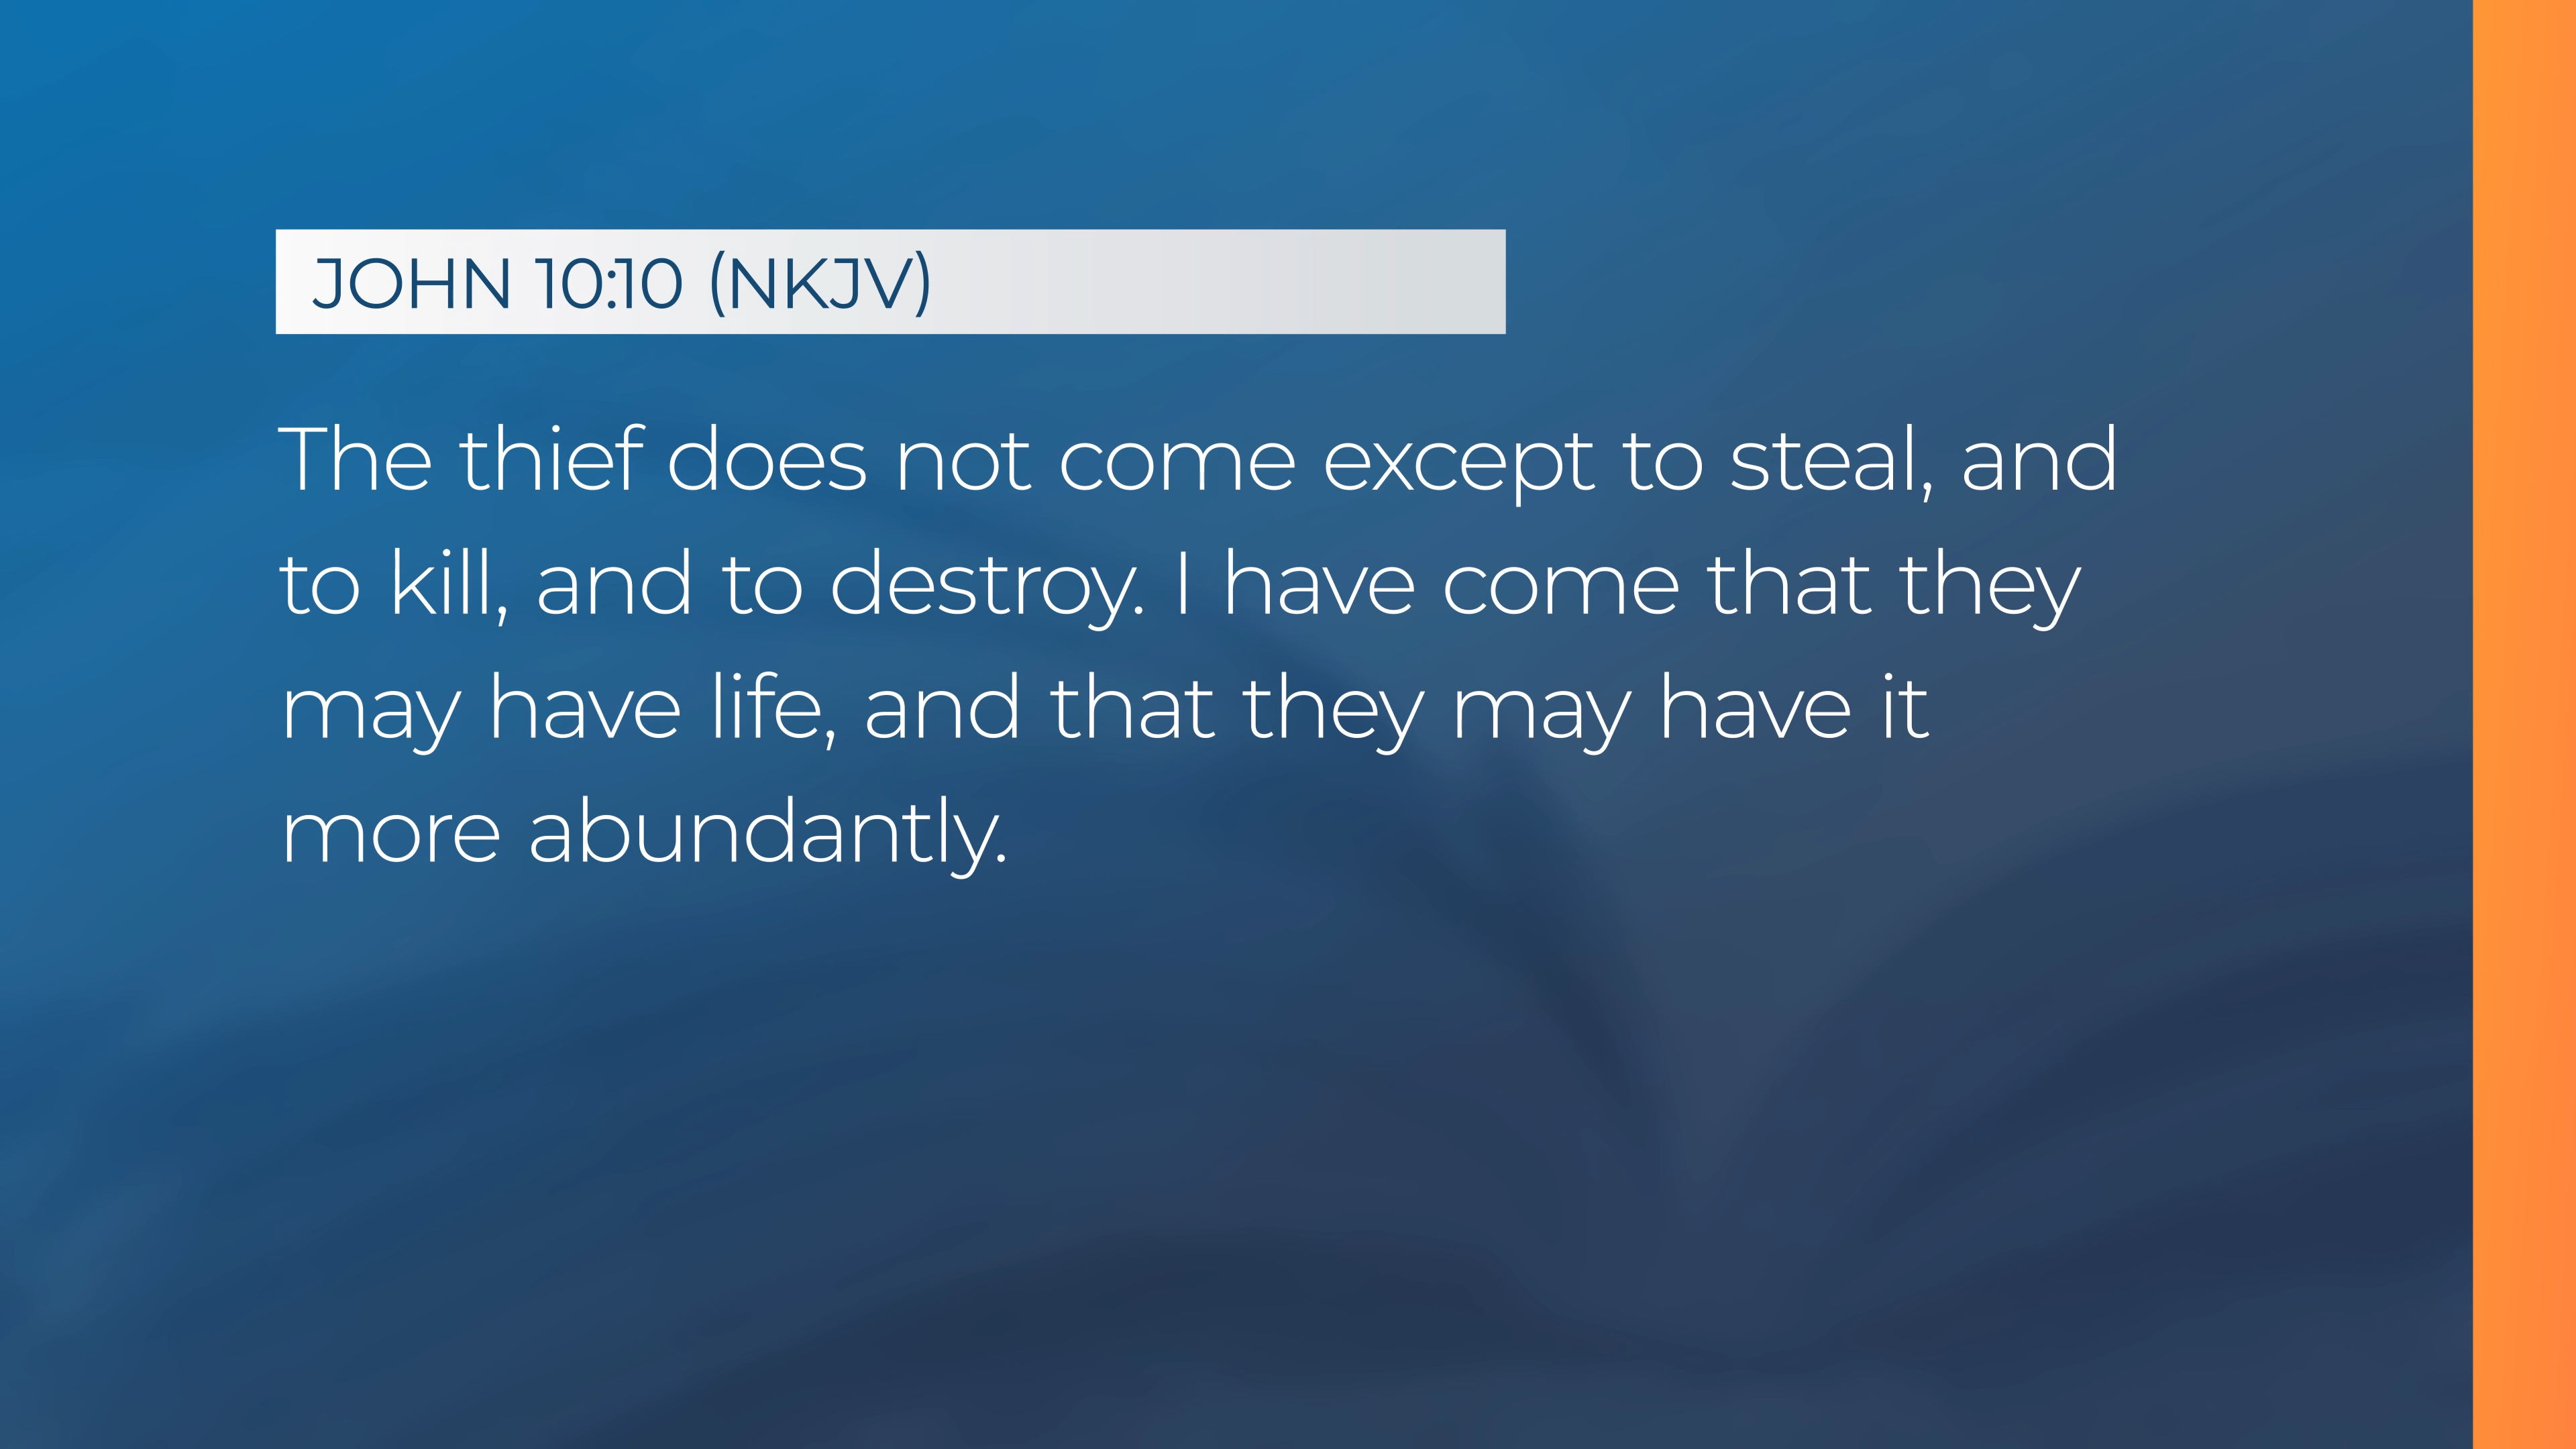 JOHN 10:10 (NKJV)
The thief does not come except to steal, and
to kill, and to destroy. I have come that they
may have life, and that they may have it
more abundantly.